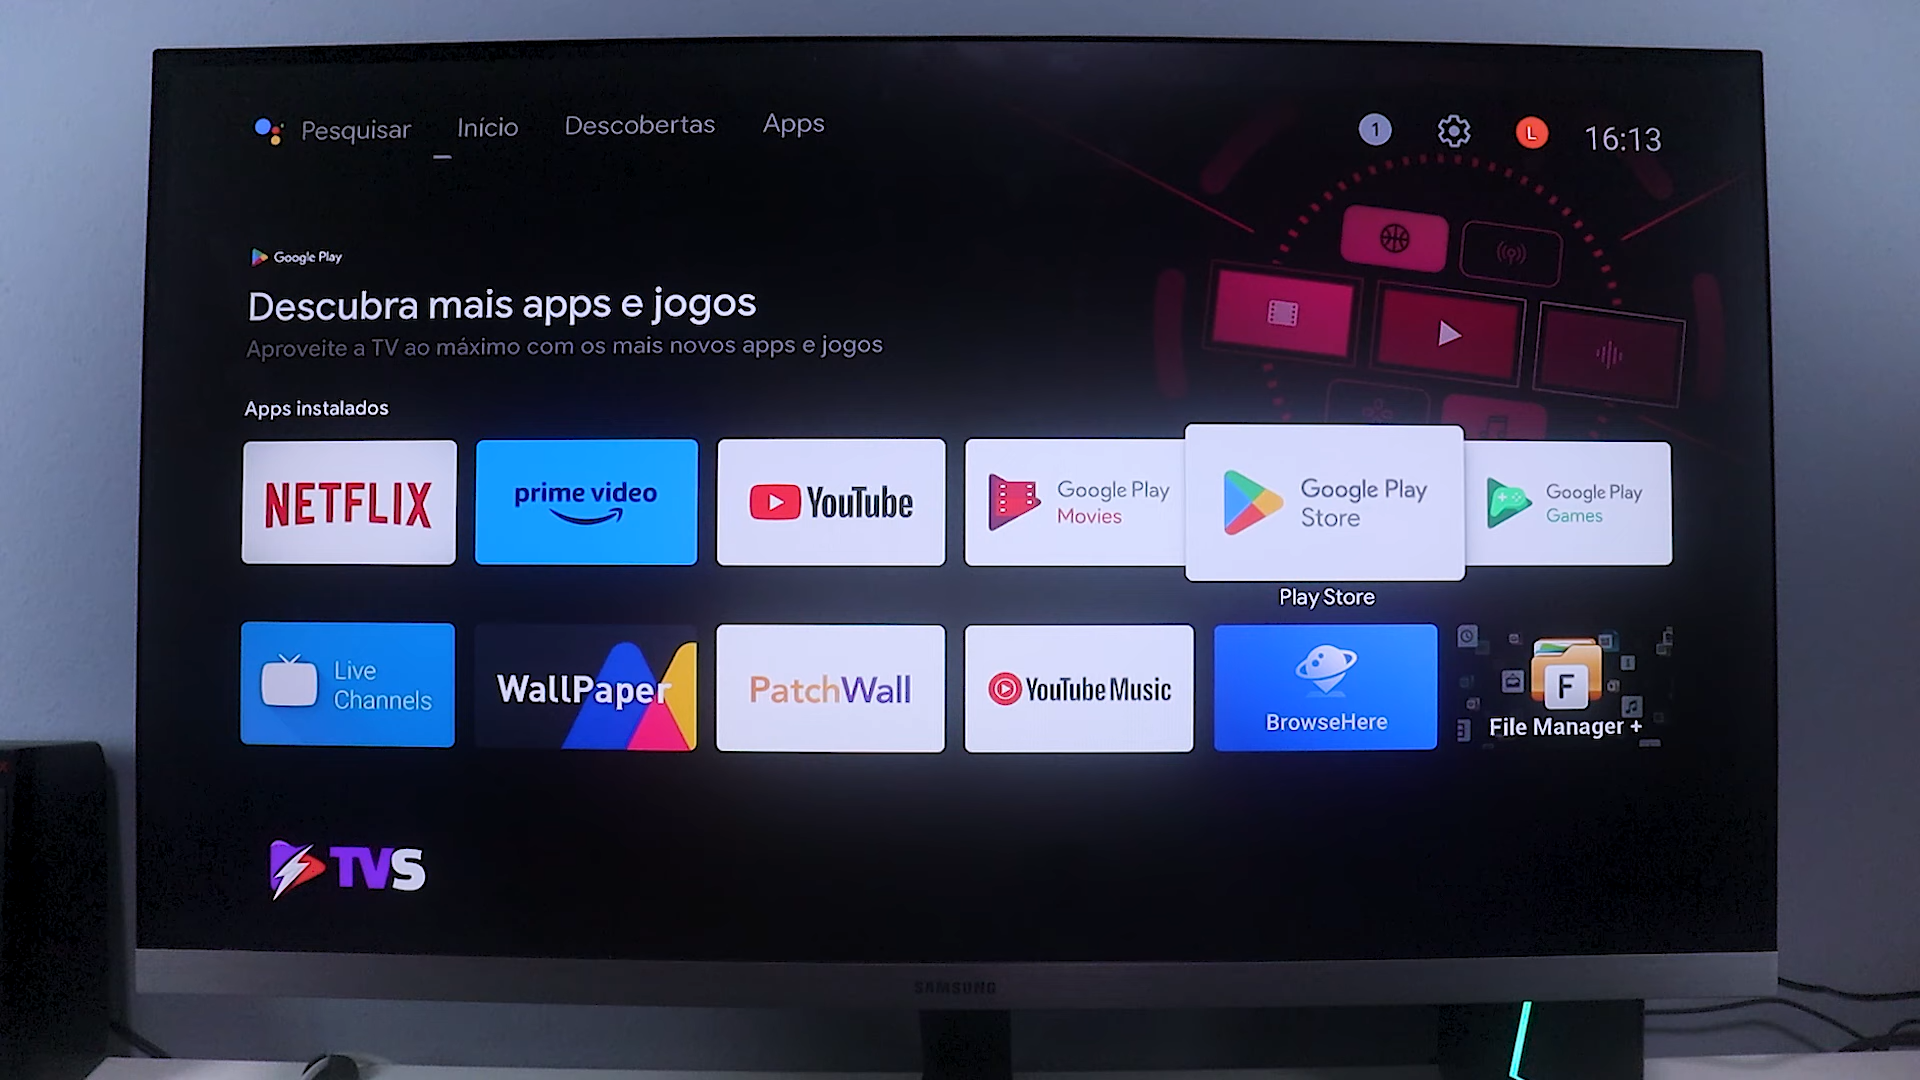 Pesquisar Início Descobertas Apps
1 L 16:13
Google Play
Descubra mais apps e jogos
Aproveite a TV ao máximo com os mais novos apps e jogos
Apps instalados
NETFLIX
prime video
YouTube
Google Play
Movies
Google Play
Store
Google Play
Games
Play Store
Live
Channels
WallPaper
PatchWall
YouTube Music
BrowseHere
F
File Manager +
TVS
SAMSUNG